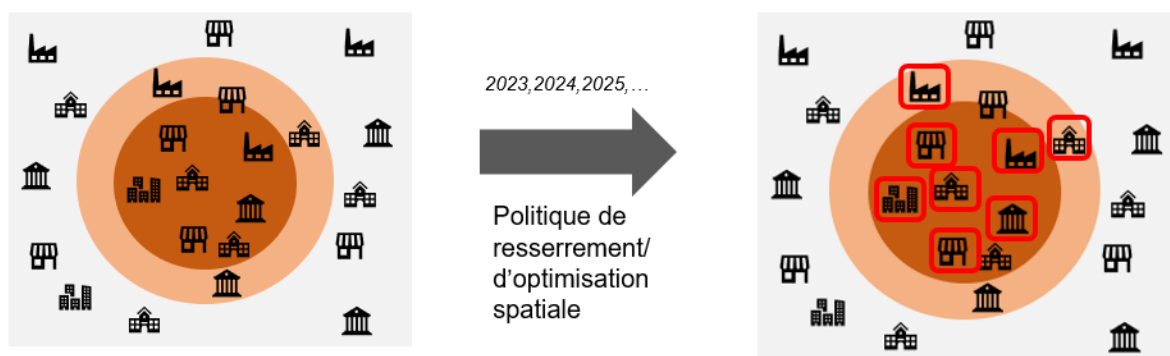 2023,2024,2025,…
Politique de
resserrement/
d’optimisation
spatiale